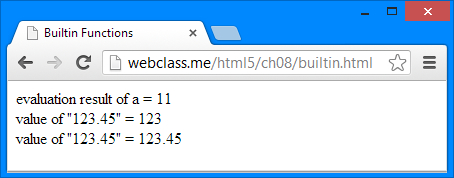 Builtin Functions
webclass.me/html5/ch08/builtin.html
evaluation result of a = 11
value of "123.45" = 123
value of "123.45" = 123.45